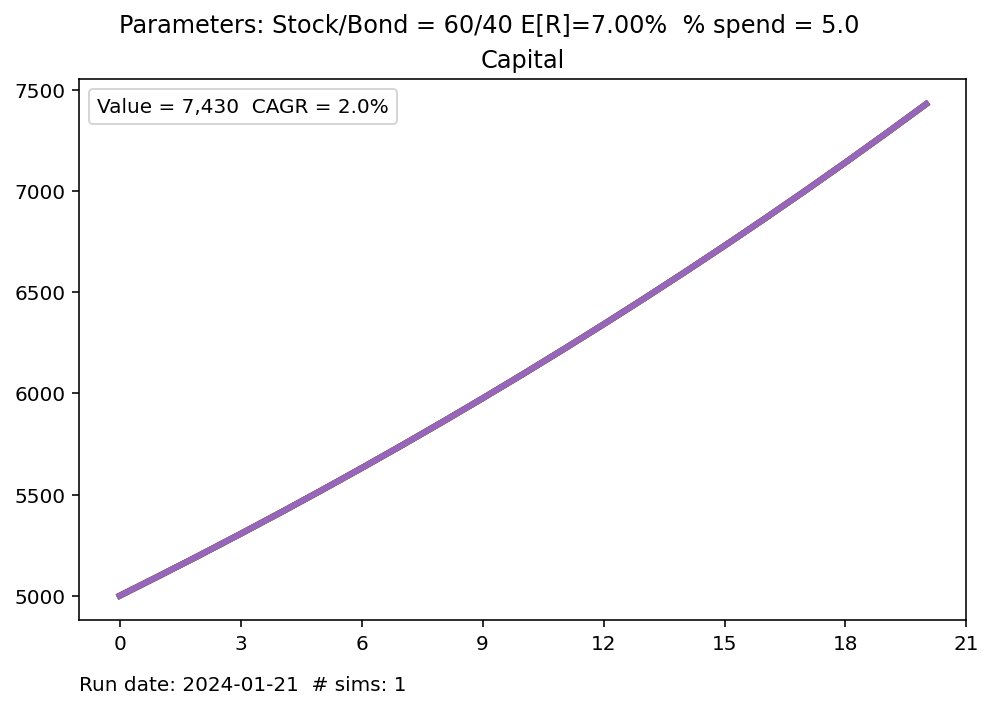 Parameters: Stock/Bond = 60/40 E[R]=7.00%  % spend = 5.0
Capital
Value = 7,430  CAGR = 2.0%
7500
7000
6500
6000
5500
5000
0 3 6 9 12 15 18 21
Run date: 2024-01-21  # sims: 1